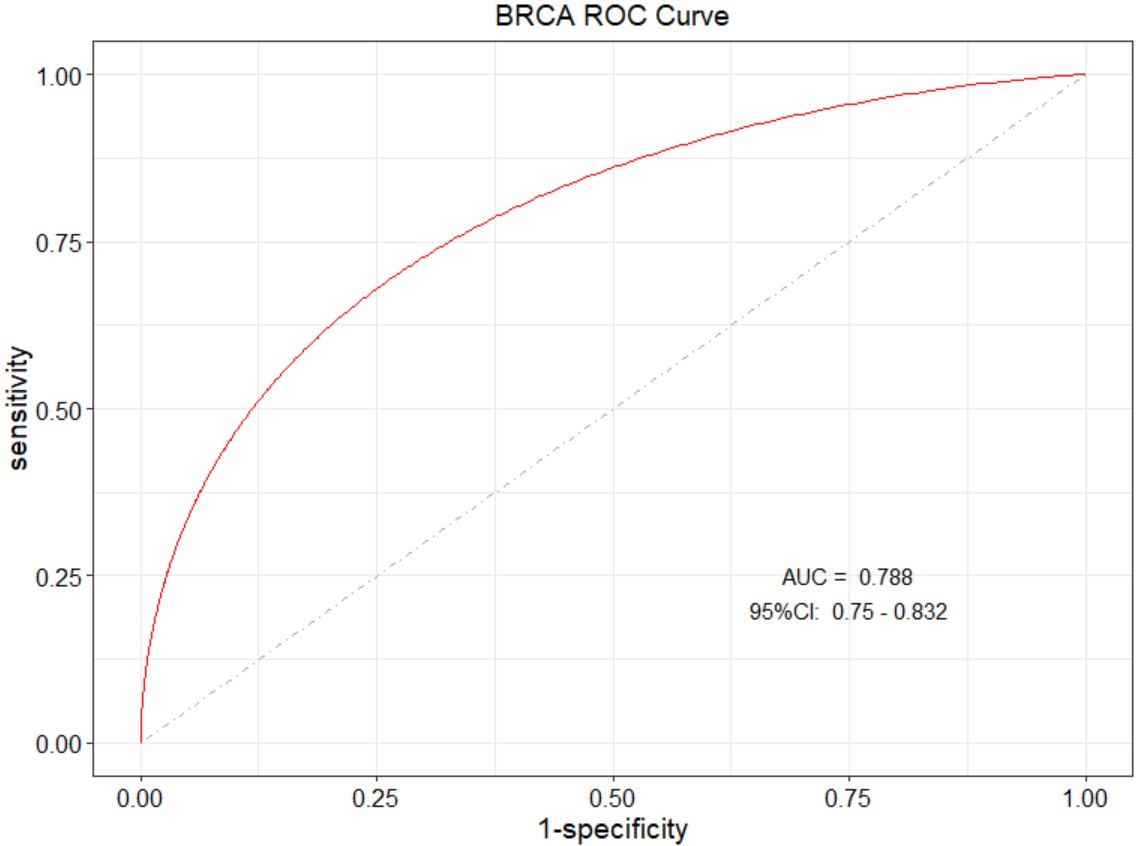 BRCA ROC Curve
1.00
0.75
0.50
0.25
0.00
sensitivity
AUC = 0.788
95%CI: 0.75 - 0.832
0.00 0.25 0.50 0.75 1.00
1-specificity